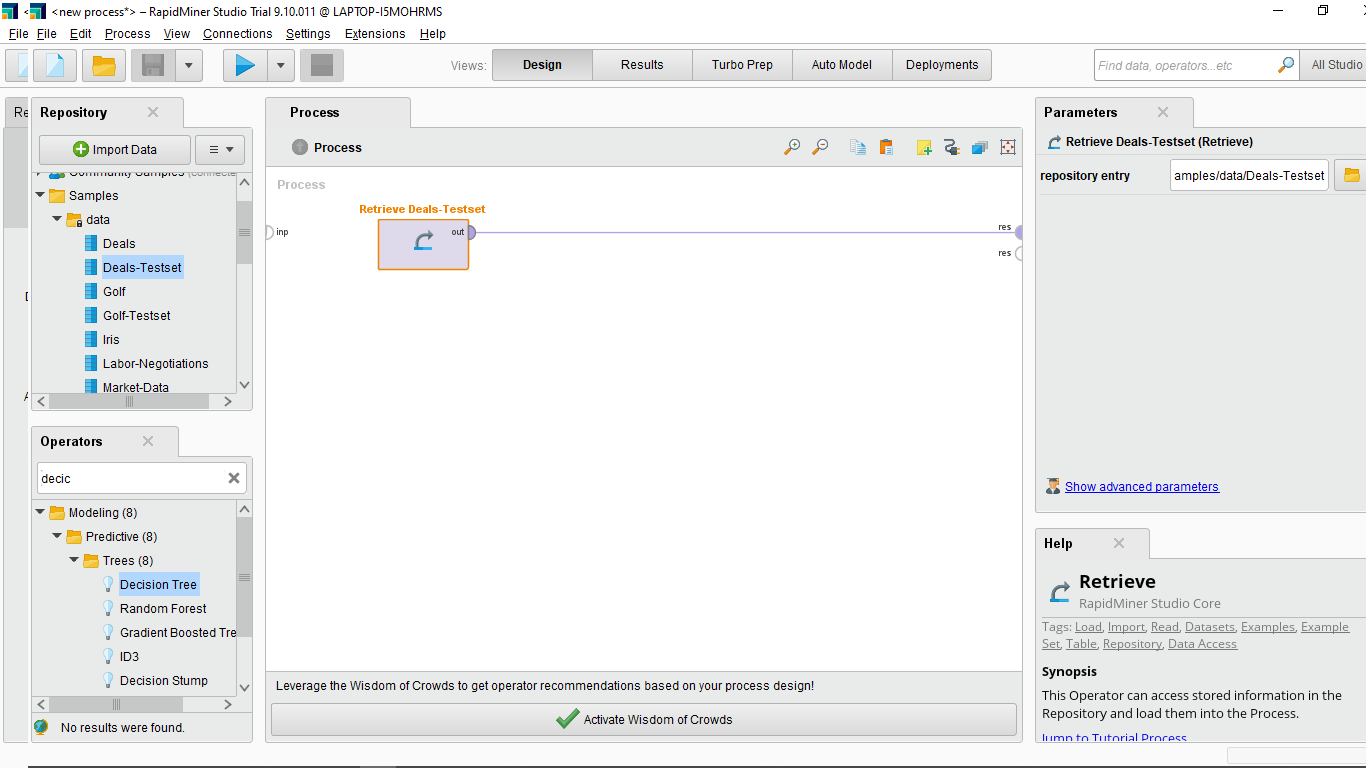 <new process*> – RapidMiner Studio Trial 9.10.011 @ LAPTOP-I5MOHRMS
File File Edit Process View Connections Settings Extensions Help
Views: Design Results Turbo Prep Auto Model Deployments
Find data, operators...etc
All Studio
Re
Repository
Import Data
Community Samples (connecte
Samples
data
Deals
Deals-Testset
Golf
Golf-Testset
Iris
Labor-Negotiations
Market-Data
Operators
decic
Modeling (8)
Predictive (8)
Trees (8)
Decision Tree
Random Forest
Gradient Boosted Tre
ID3
Decision Stump
No results were found.
Process
Process
Process
Retrieve Deals-Testset
inp
out
res
res
Leverage the Wisdom of Crowds to get operator recommendations based on your process design!
Activate Wisdom of Crowds
Parameters
Retrieve Deals-Testset (Retrieve)
repository entry
amples/data/Deals-Testset
Show advanced parameters
Help
Retrieve
RapidMiner Studio Core
Tags: Load, Import, Read, Datasets, Examples, Example
Set, Table, Repository, Data Access
Synopsis
This Operator can access stored information in the
Repository and load them into the Process.
Jump to Tutorial Process